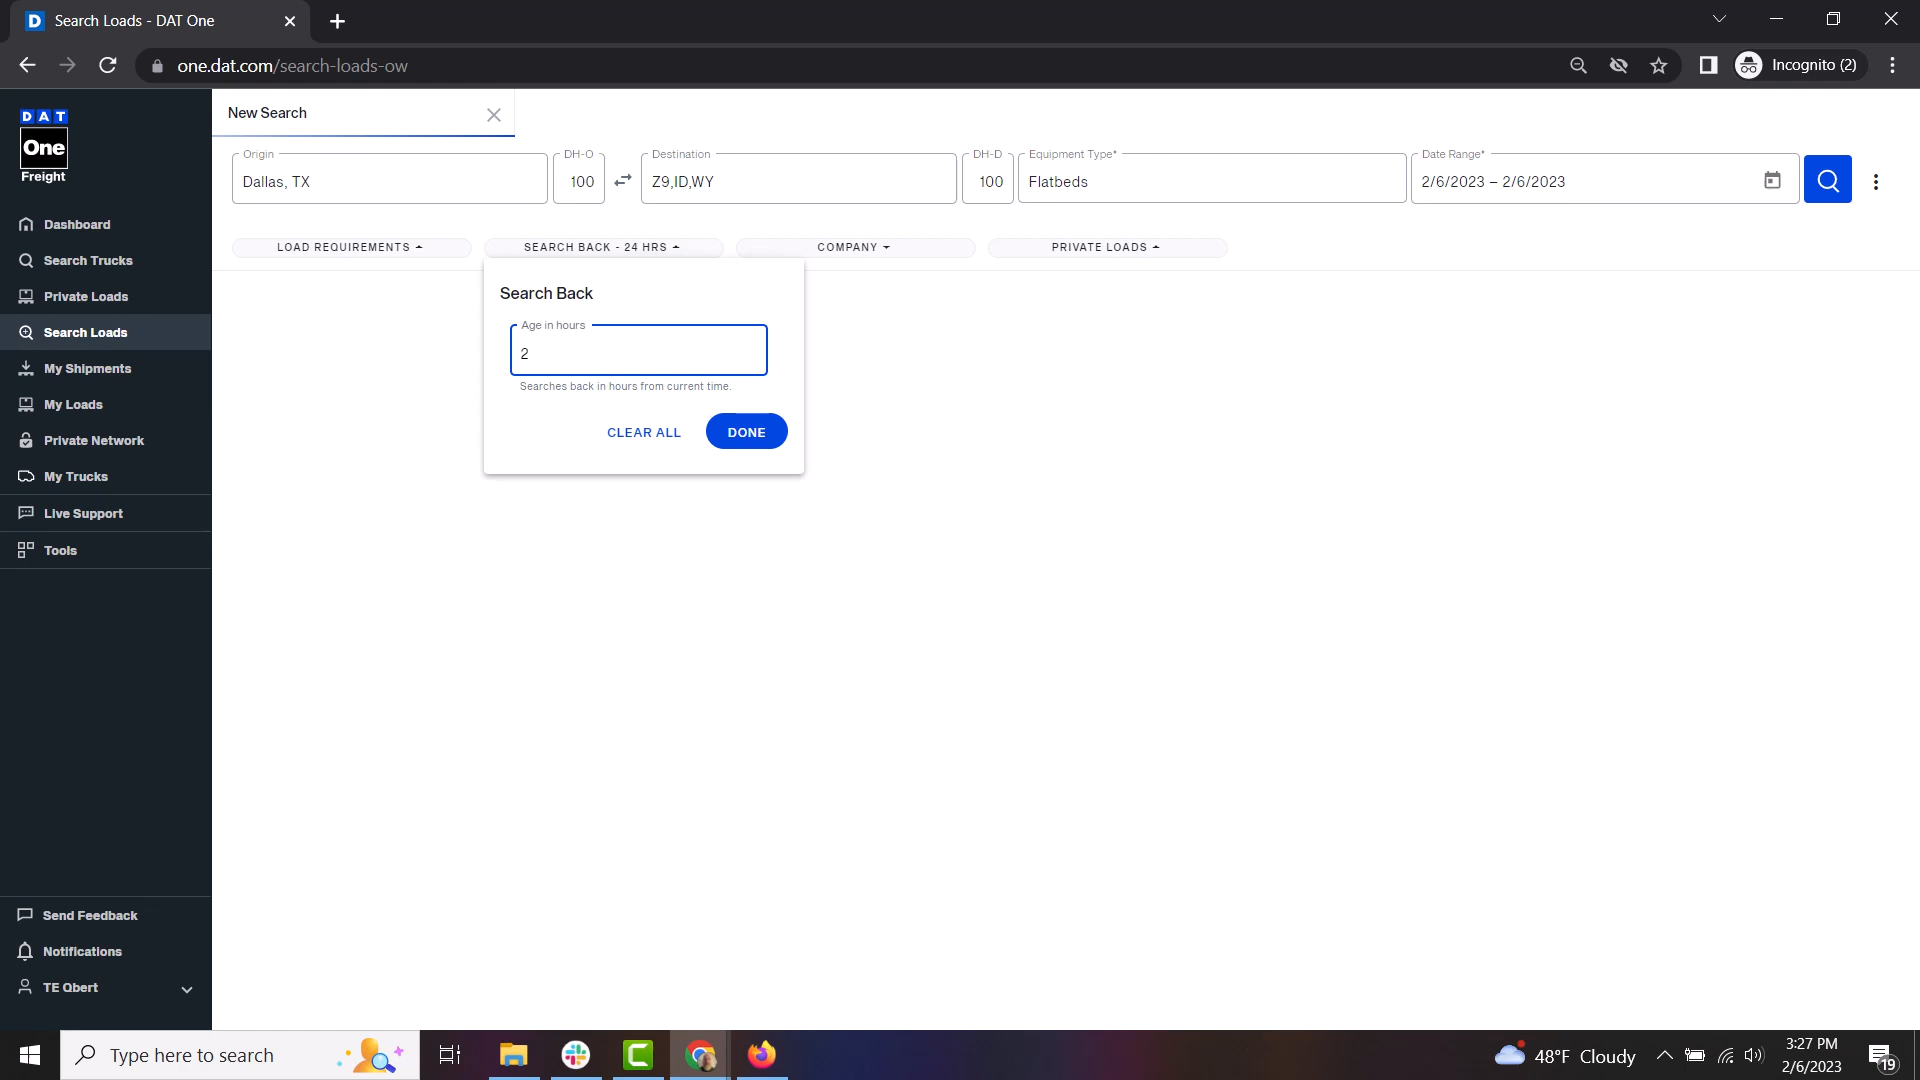 D
Search Loads - DAT One
one.dat.com/search-loads-ow
Incognito (2)
DAT
One
Freight
Dashboard
Search Trucks
Private Loads
Search Loads
My Shipments
My Loads
Private Network
My Trucks
Live Support
Tools
Send Feedback
Notifications
TE Qbert
New Search
Origin
Dallas, TX
DH-O
100
Destination
Z9,ID,WY
DH-D
100
Equipment Type*
Flatbeds
Date Range*
2/6/2023 – 2/6/2023
LOAD REQUIREMENTS
SEARCH BACK - 24 HRS
COMPANY
PRIVATE LOADS
Search Back
Age in hours
2
Searches back in hours from current time.
CLEAR ALL
DONE
Type here to search
48°F Cloudy
3:27 PM
2/6/2023
19